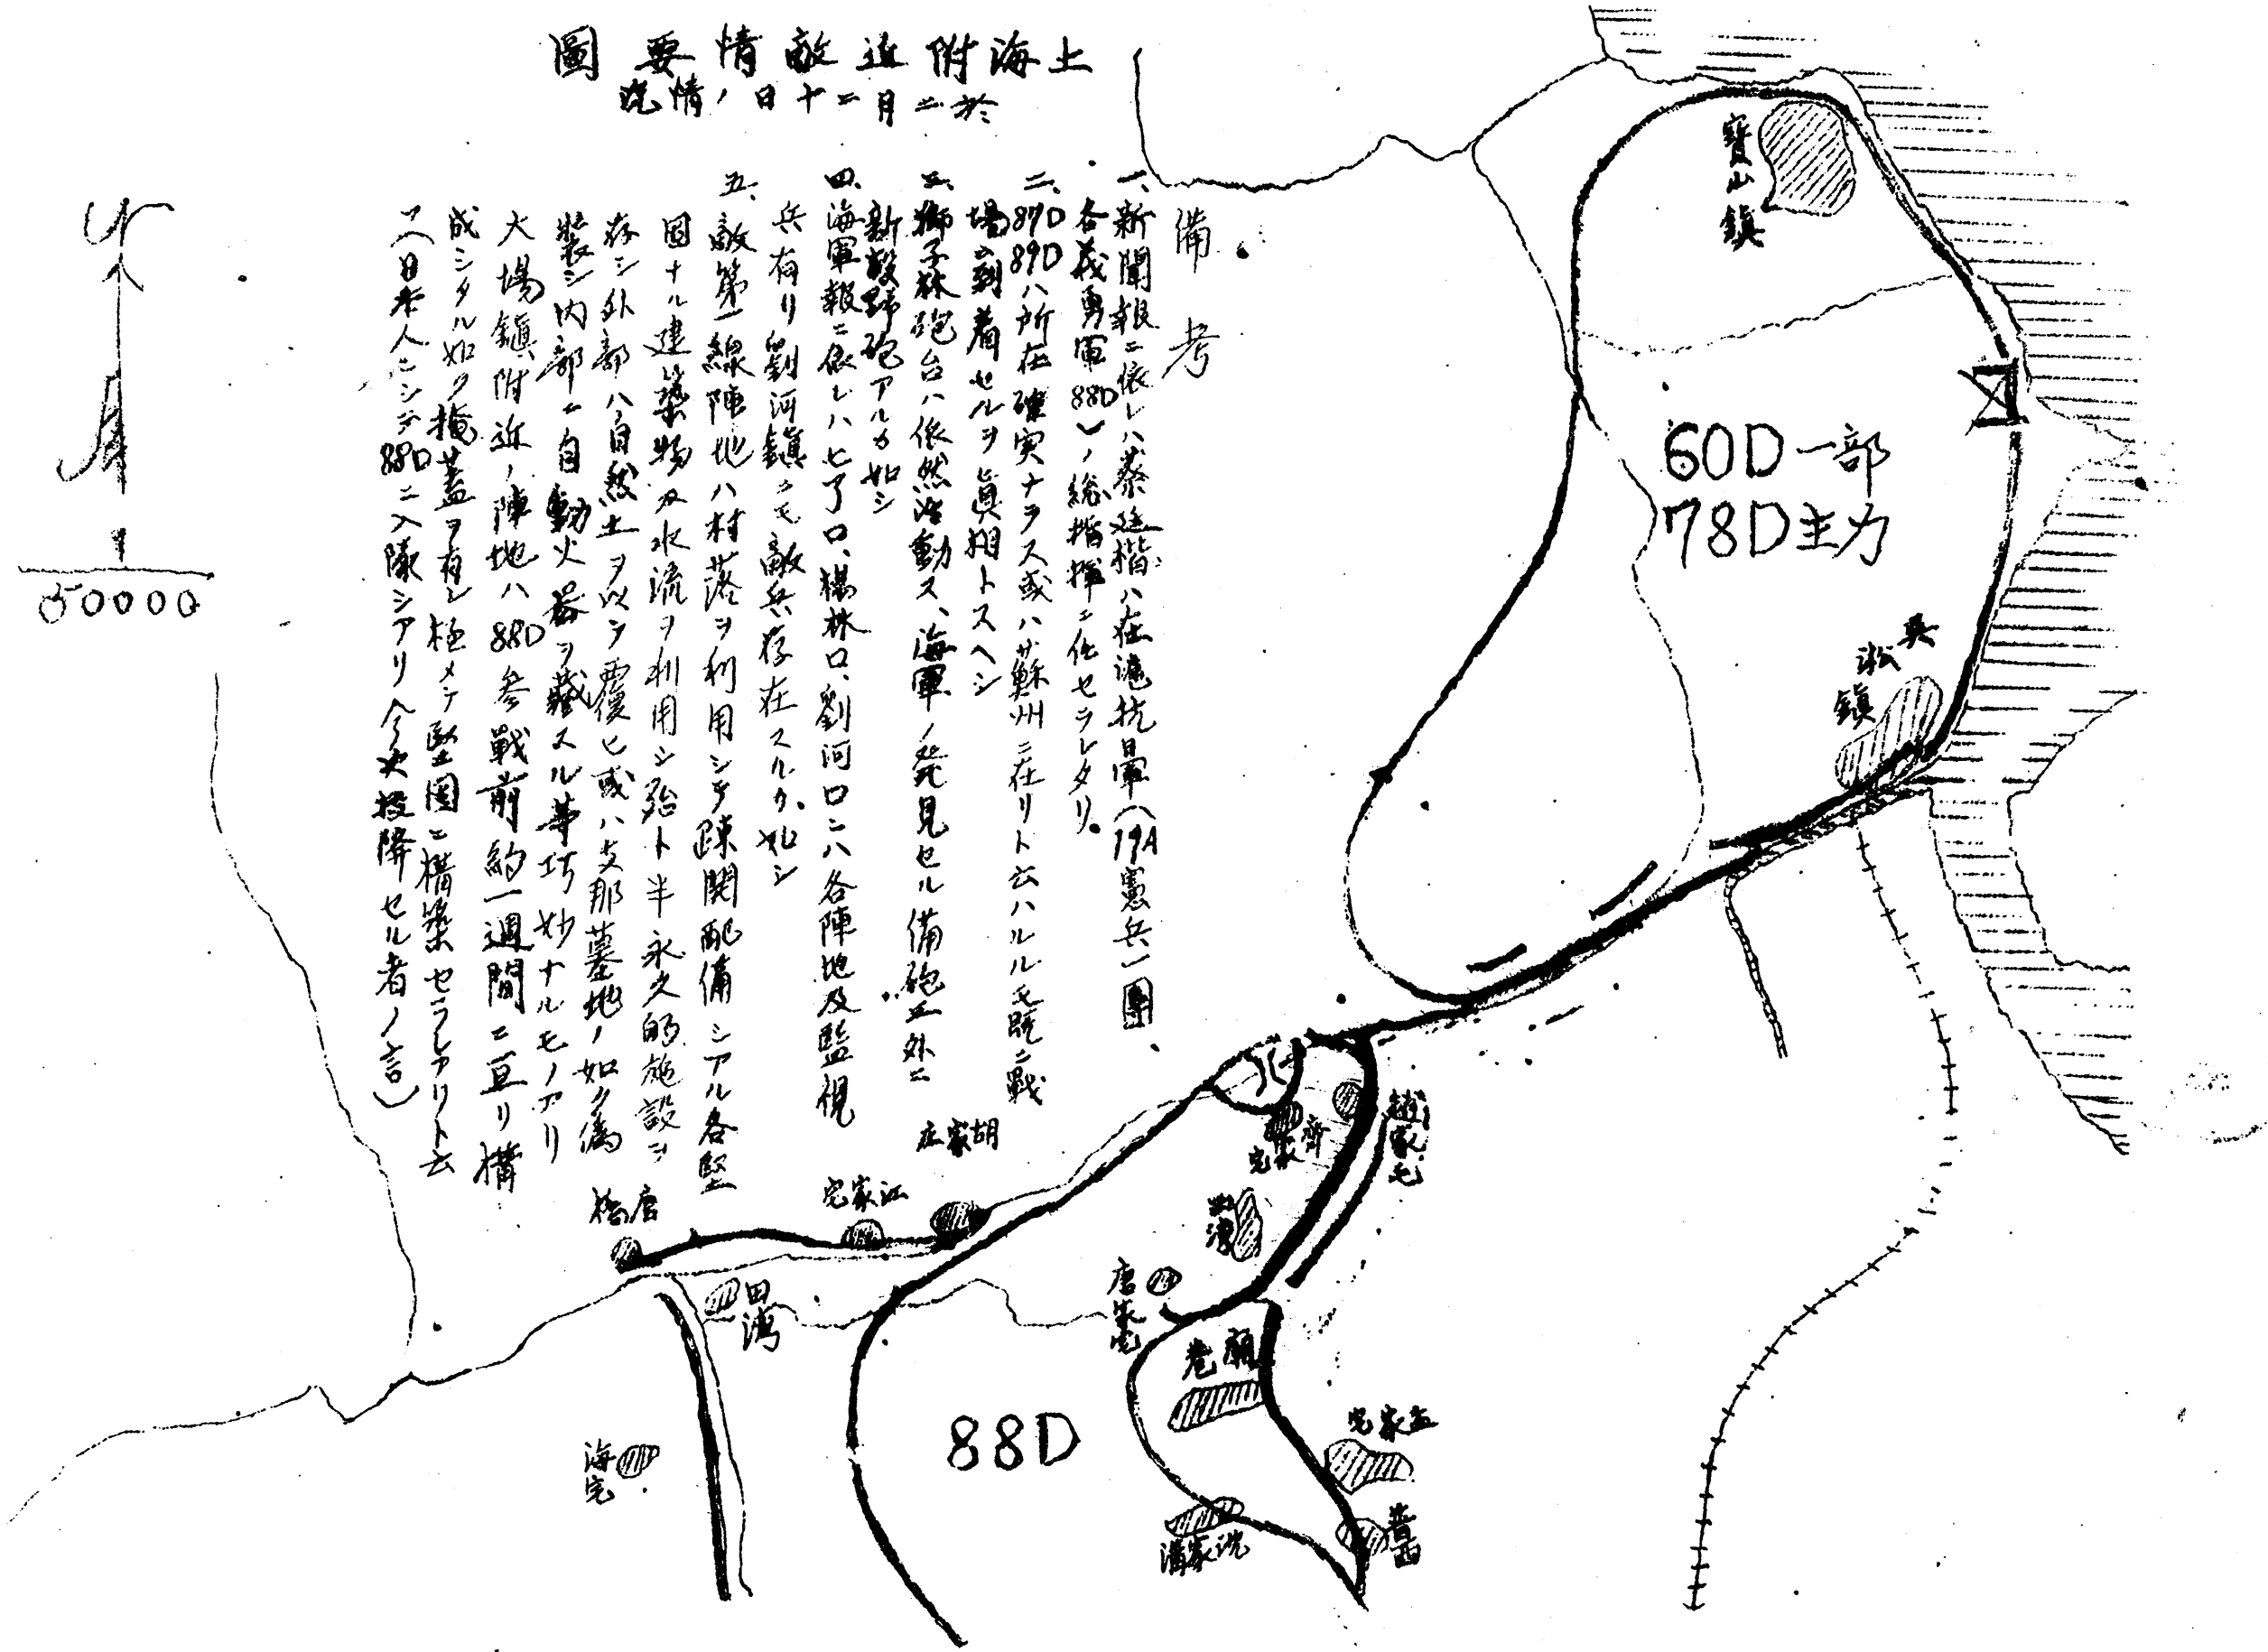 上海附近敵情要圖
於二月二十日ノ情況
備考
一、新聞報ニ依レハ蔡廷楷ハ在滬抗日軍(19A憲兵)團、
各義勇軍88D)ノ総指揮ニ任セラレタリ。
二、87D 89Dハ所在確実ナラス或ハ蘇州ニ在リト云ハルルモ既ニ戰
場ニ到着セルヲ眞相トスヘシ
三、獅子林砲台ハ依然活動ス、海軍ノ発見セル備砲ノ外ニ
新設野砲アルカ如シ
四、海軍報ニ依レハ七了口、楊林口、劉河口ニハ各陣地及監視
兵有リ劉河鎮ニモ敵兵存在スルカ如シ
五、敵第一線陣地ハ村落ヲ利用シテ疎開配備シアル各堅
固ナル建築物及水流ヲ利用シ殆ト半永久的施設ヲ
存シ外部ハ自然土ヲ以テ覆ヒ或ハ支那墓地ノ如ク偽
装シ内部ニ自動火器ヲ藏スル等巧妙ナルモノアリ
大場鎮附近ノ陣地ハ88D参戰前約一週間ニ亘リ構
成シタル如ク掩蓋ヲ有シ極メテ堅固ニ構築セラレアリト云
フ(日本人ニシテ88Dニ入隊シアリ今次投降セル者ノ言)
1
50000
寶山鎮
60D一部
78D主力
吳淞鎮
趙家宅
齊家宅
胡家庄
江家宅
唐橋
田湾
唐家宅
廟巷
88D
海宅
孟家宅
潘家沈